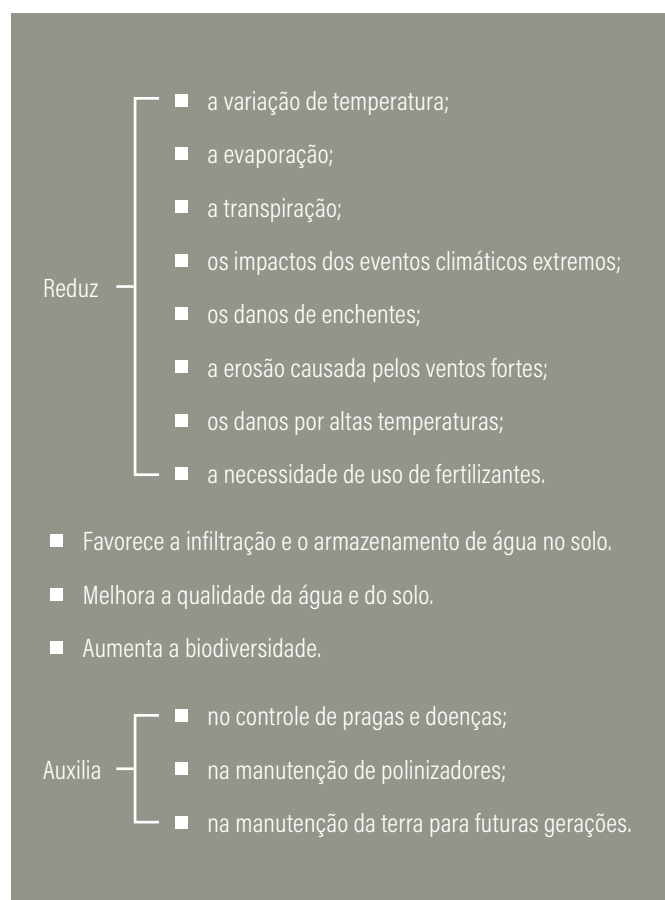 Reduz
a variação de temperatura;
a evaporação;
a transpiração;
os impactos dos eventos climáticos extremos;
os danos de enchentes;
a erosão causada pelos ventos fortes;
os danos por altas temperaturas;
a necessidade de uso de fertilizantes.
Favorece a infiltração e o armazenamento de água no solo.
Melhora a qualidade da água e do solo.
Aumenta a biodiversidade.
Auxilia
no controle de pragas e doenças;
na manutenção de polinizadores;
na manutenção da terra para futuras gerações.